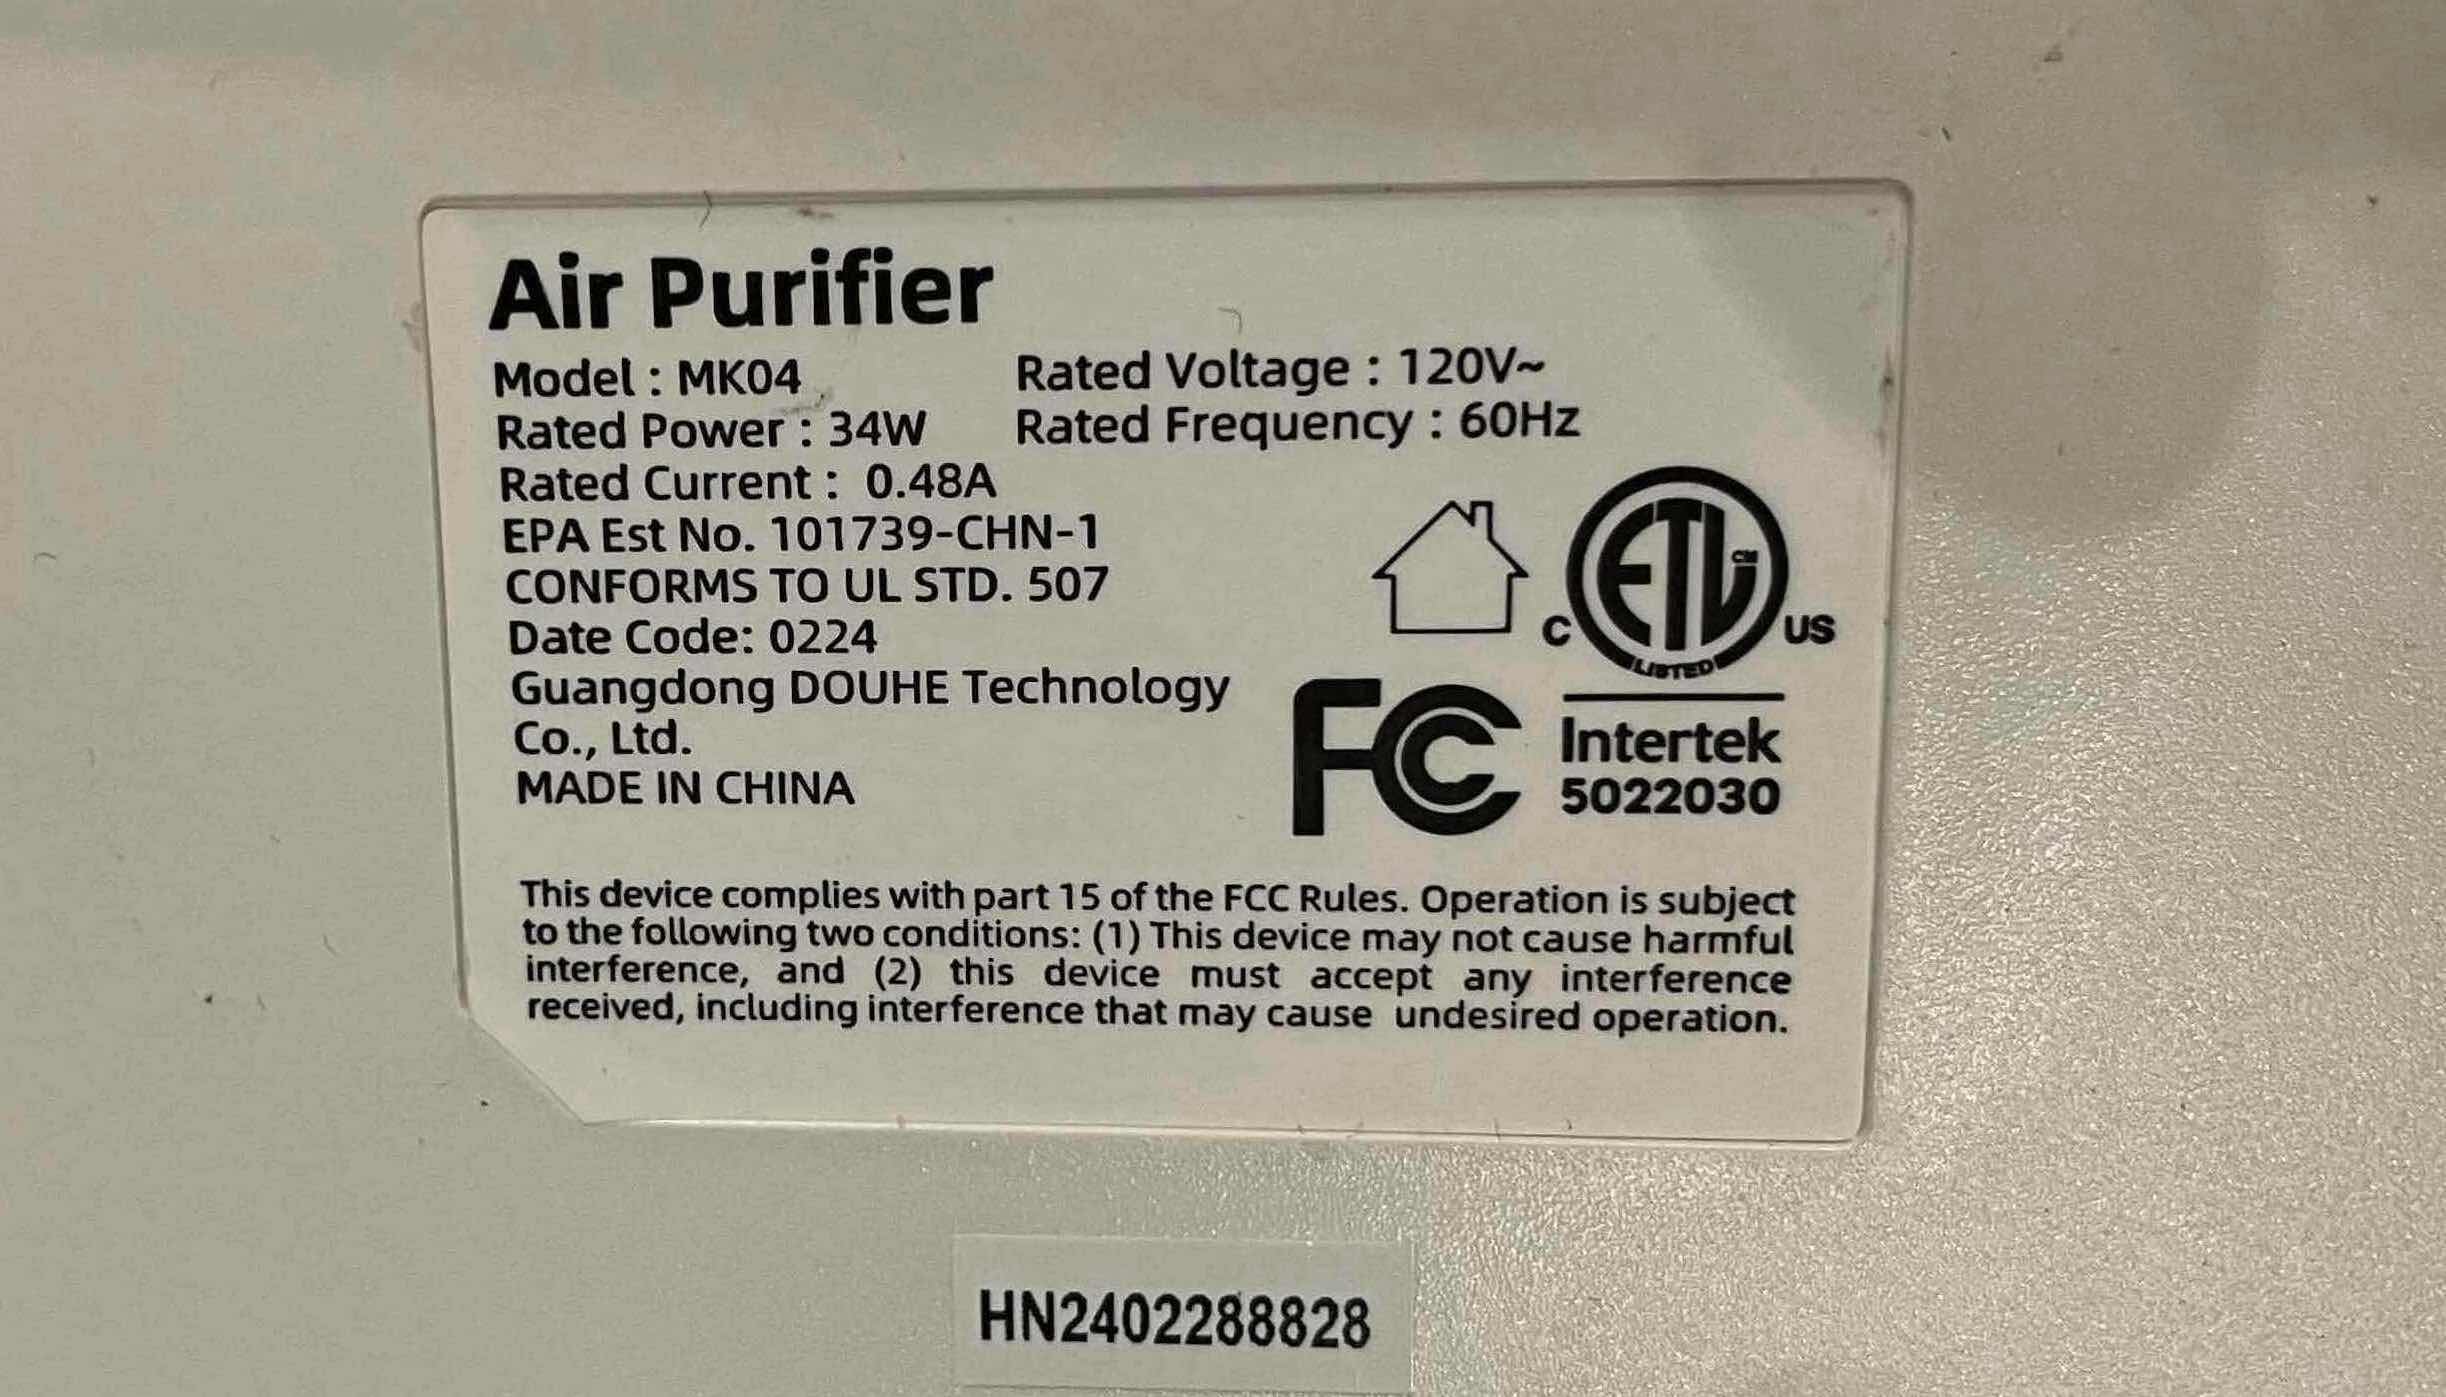 Air Purifier
Model : MK04 Rated Voltage : 120V~
Rated Power : 34W Rated Frequency : 60Hz
Rated Current : 0.48A
EPA Est No. 101739-CHN-1
CONFORMS TO UL STD. 507
Date Code: 0224
Guangdong DOUHE Technology
Co., Ltd.
MADE IN CHINA
C ETL CM US
LISTED
FC
Intertek
5022030
This device complies with part 15 of the FCC Rules. Operation is subject
to the following two conditions: (1) This device may not cause harmful
interference, and (2) this device must accept any interference
received, including interference that may cause undesired operation.
HN2402288828